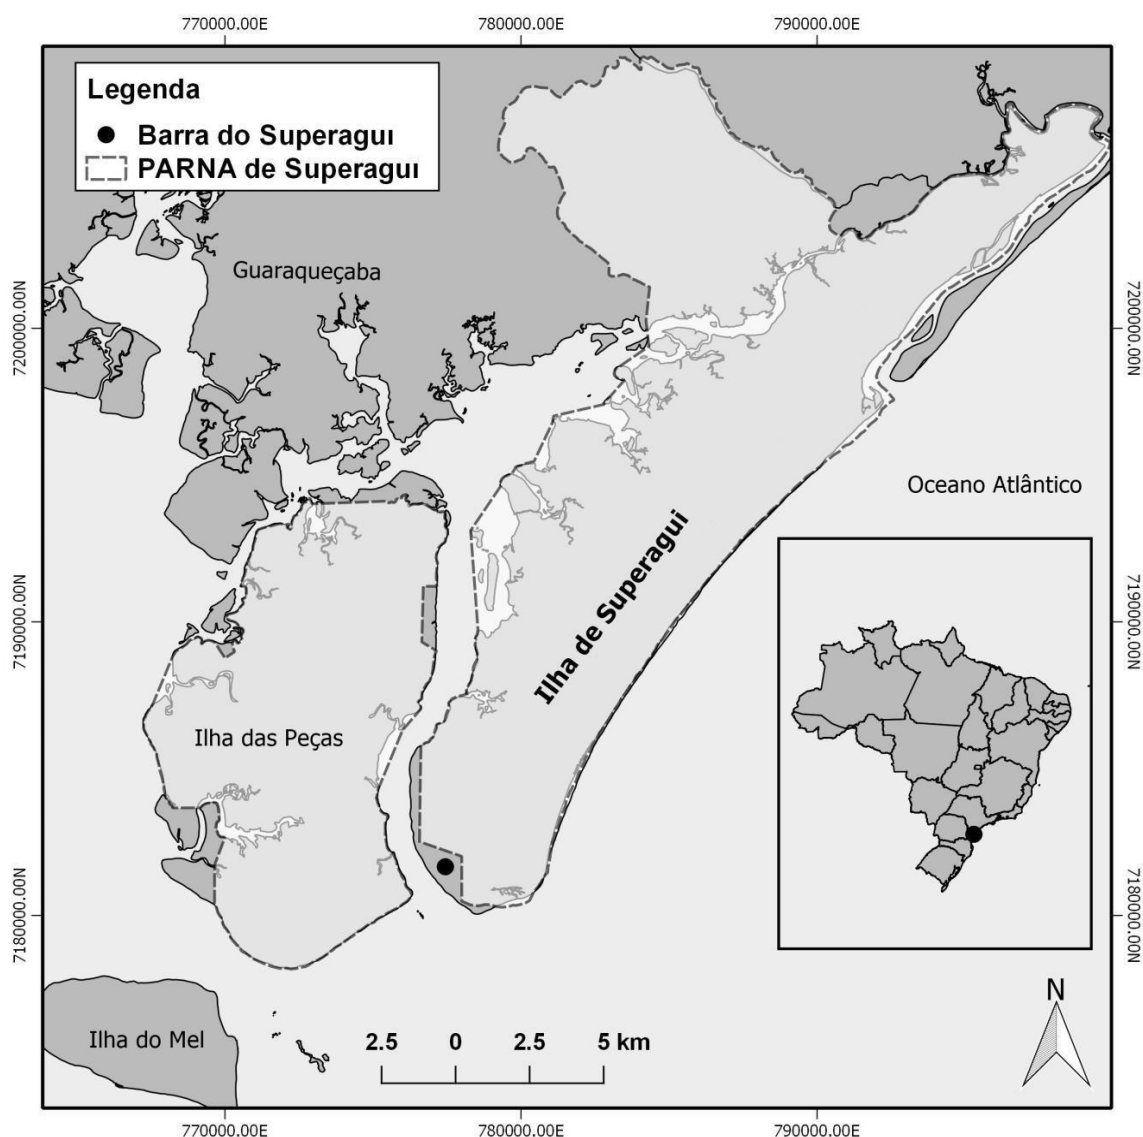 770000.00E 780000.00E 790000.00E
Legenda
Barra do Superagui
PARNA de Superagui
Guaraqueçaba
7200000.00N 7200000.00N
Oceano Atlântico
Ilha de Superagui
7190000.00N 7190000.00N
Ilha das Peças
7180000.00N 7180000.00N
N
Ilha do Mel
2.5 0 2.5 5 km
770000.00E 780000.00E 790000.00E